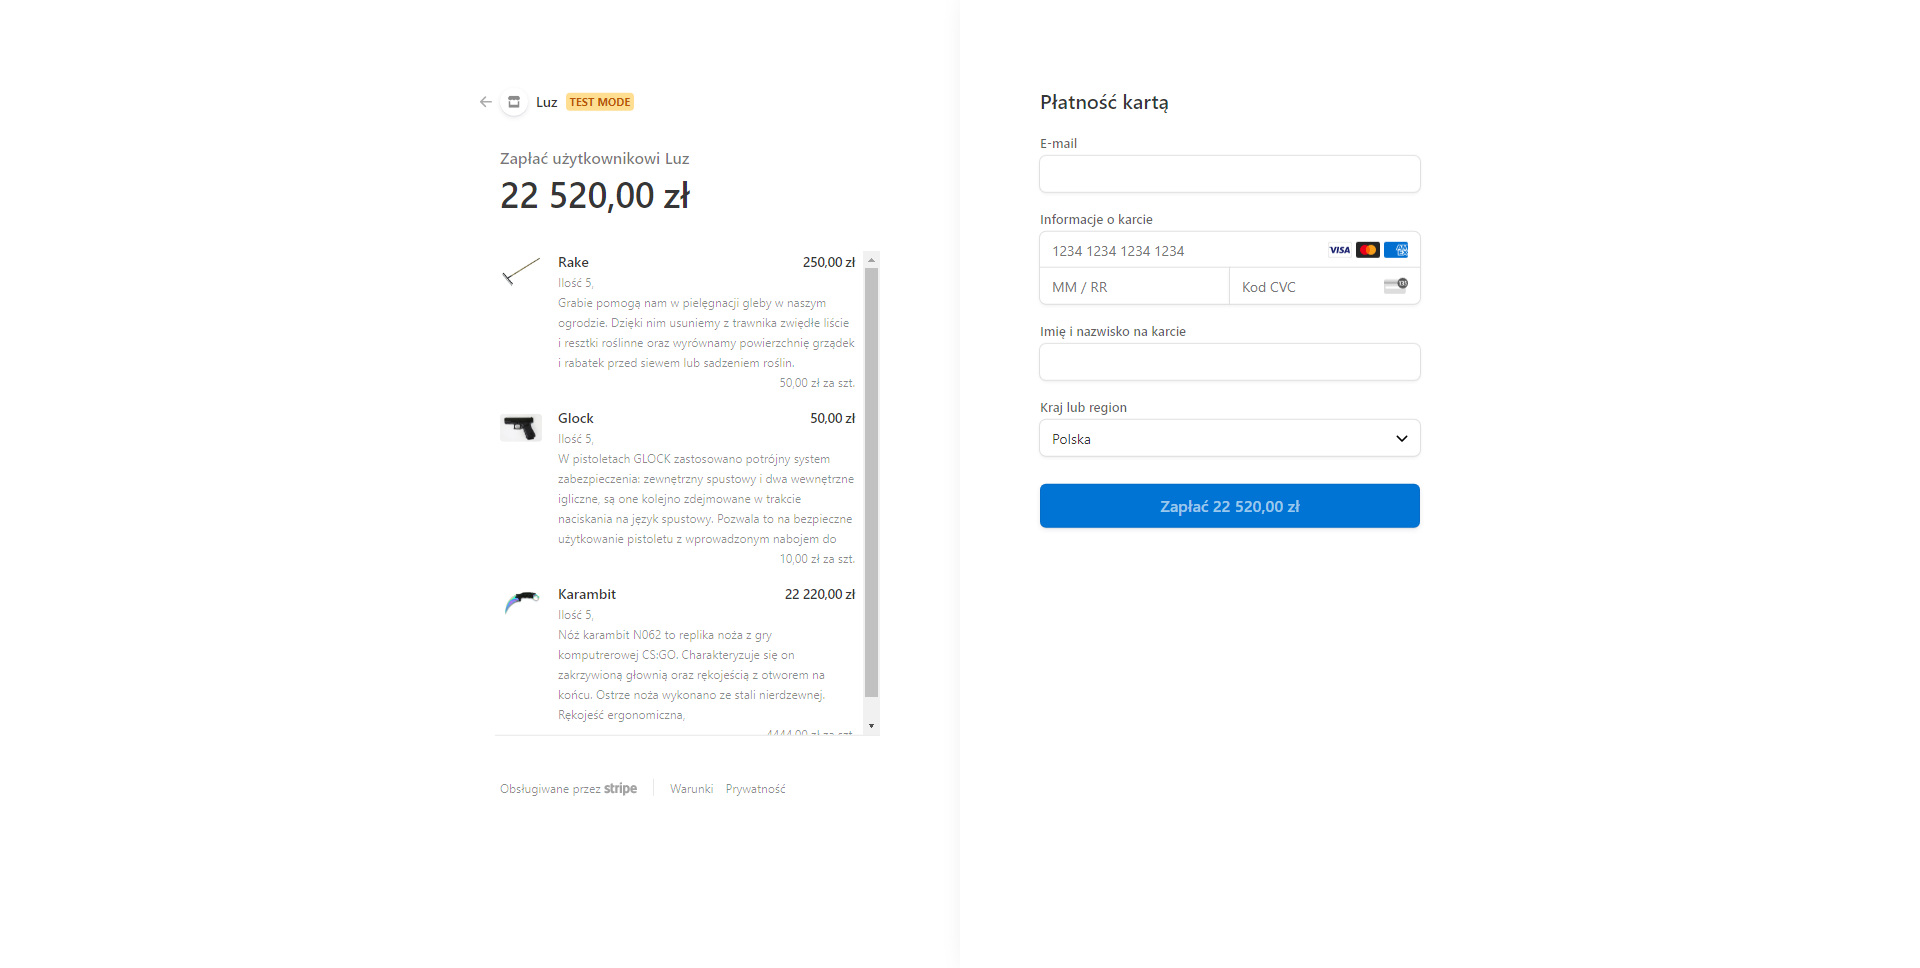 Luz TEST MODE
Zapłać użytkownikowi Luz
22 520,00 zł
Rake 250,00 zł
Ilość 5,
Grabie pomogą nam w pielęgnacji gleby w naszym
ogrodzie. Dzięki nim usuniemy z trawnika zwiędłe liście
i resztki roślinne oraz wyrównamy powierzchnię grządek
i rabatek przed siewem lub sadzeniem roślin.
50,00 zł za szt.
Glock 50,00 zł
Ilość 5,
W pistoletach GLOCK zastosowano potrójny system
zabezpieczenia: zewnętrzny spustowy i dwa wewnętrzne
igliczne, są one kolejno zdejmowane w trakcie
naciskania na język spustowy. Pozwala to na bezpieczne
użytkowanie pistoletu z wprowadzonym nabojem do
10,00 zł za szt.
Karambit 22 220,00 zł
Ilość 5,
Nóż karambit N062 to replika noża z gry
komputrerowej CS:GO. Charakteryzuje się on
zakrzywioną głownią oraz rękojeścią z otworem na
końcu. Ostrze noża wykonano ze stali nierdzewnej.
Rękojeść ergonomiczna,
4444,00 zł za szt.
Obsługiwane przez stripe
Warunki Prywatność
Płatność kartą
E-mail
Informacje o karcie
1234 1234 1234 1234 VISA AMEX
MM / RR Kod CVC
Imię i nazwisko na karcie
Kraj lub region
Polska
Zapłać 22 520,00 zł